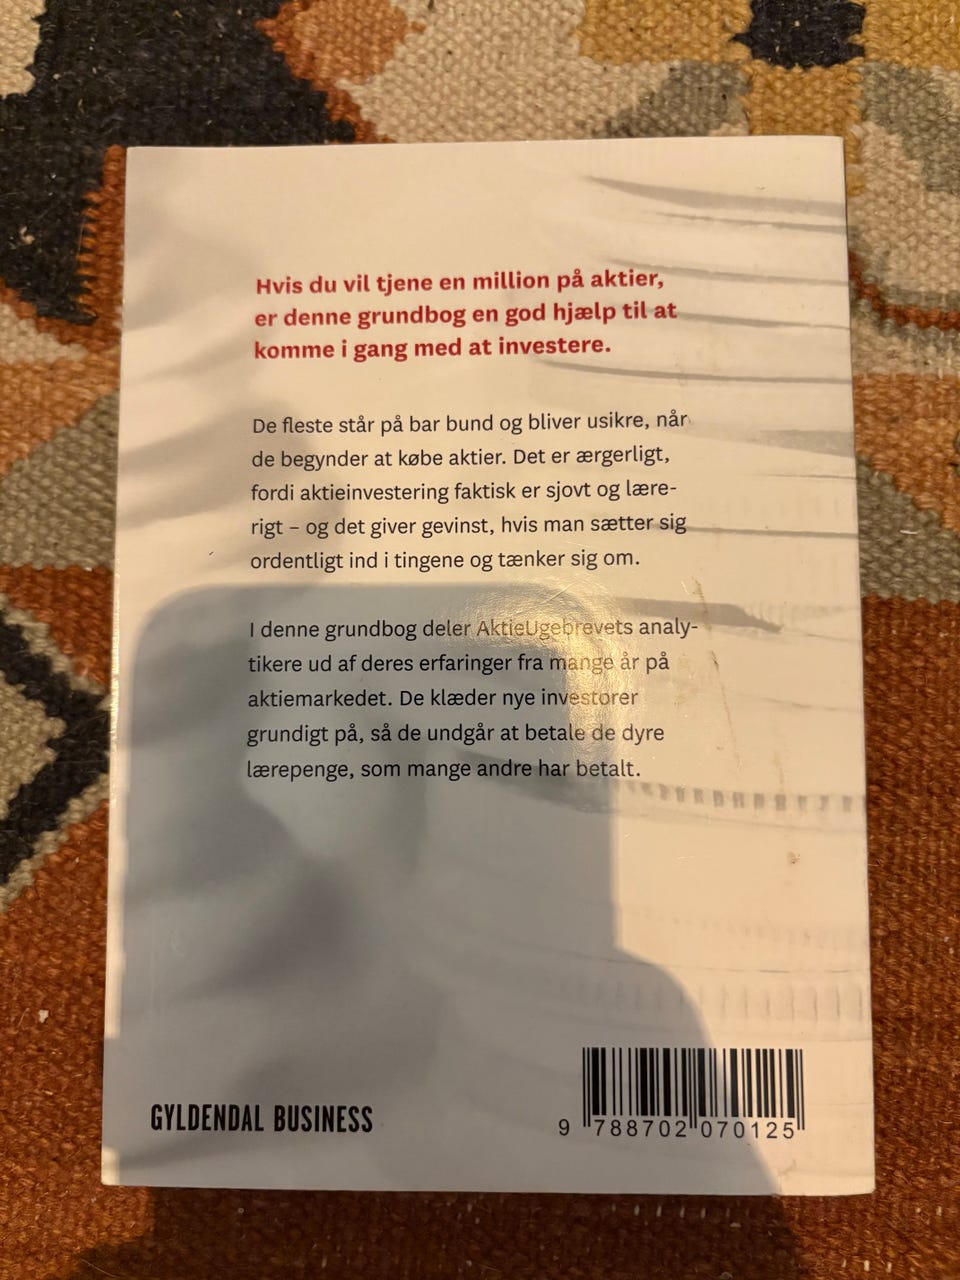 Hvis du vil tjene en million på aktier,
er denne grundbog en god hjælp til at
komme i gang med at investere.
De fleste står på bar bund og bliver usikre, når
de begynder at købe aktier. Det er ærgerligt,
fordi aktieinvestering faktisk er sjovt og lære-
rigt – og det giver gevinst, hvis man sætter sig
ordentligt ind i tingene og tænker sig om.
I denne grundbog deler AktieUgebrevets analy-
tikere ud af deres erfaringer fra mange år på
aktiemarkedet. De klæder nye investorer
grundigt på, så de undgår at betale de dyre
lærepenge, som mange andre har betalt.
GYLDENDAL BUSINESS
9 788702 070125